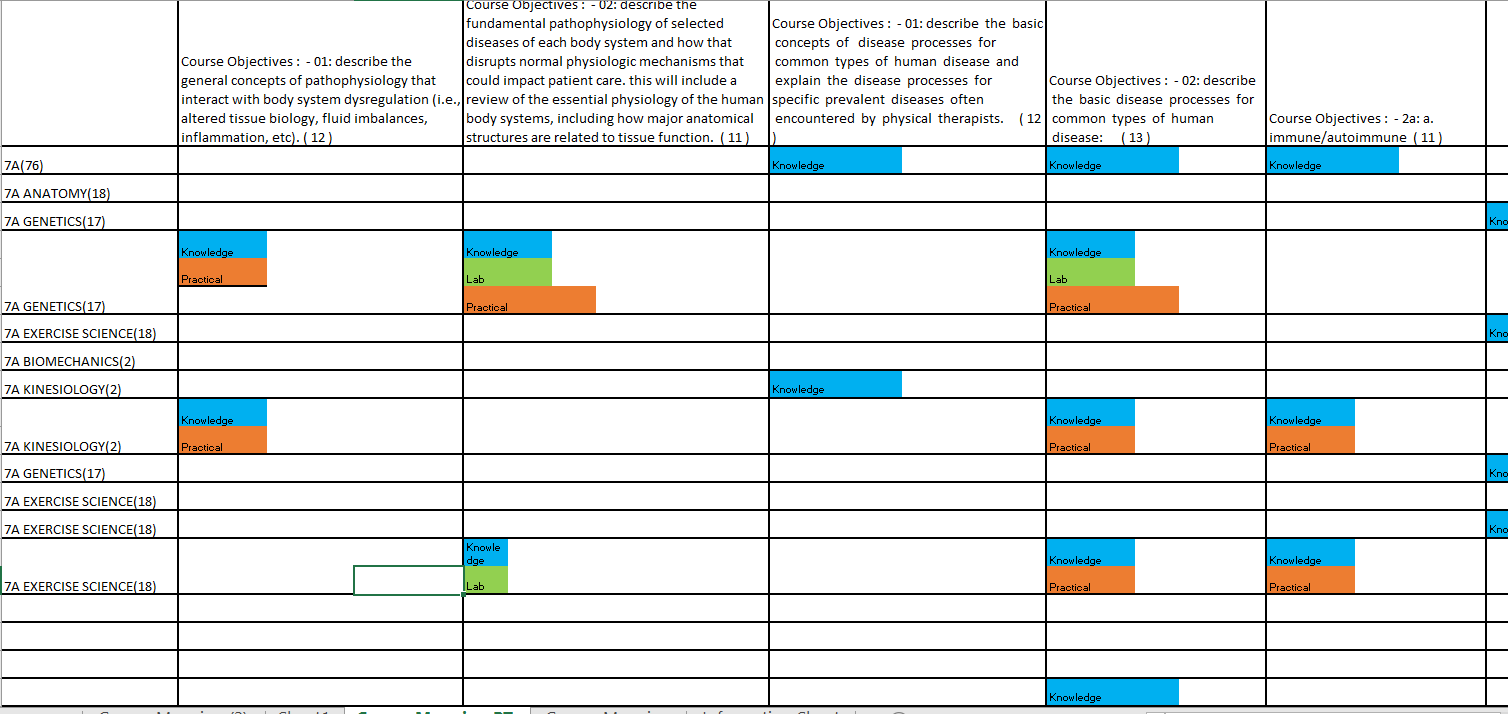 Course Objectives : - 01: describe the
general concepts of pathophysiology that
interact with body system dysregulation (i.e.,
altered tissue biology, fluid imbalances,
inflammation, etc). ( 12 )
Course Objectives : - 02: describe the
fundamental pathophysiology of selected
diseases of each body system and how that
disrupts normal physiologic mechanisms that
could impact patient care. this will include a
review of the essential physiology of the human
body systems, including how major anatomical
structures are related to tissue function. ( 11 )
Course Objectives : - 01: describe the basic
concepts of disease processes for
common types of human disease and
explain the disease processes for
specific prevalent diseases often
encountered by physical therapists. ( 12
)
Course Objectives : - 02: describe
the basic disease processes for
common types of human
disease: ( 13 )
Course Objectives : - 2a: a.
immune/autoimmune ( 11 )
7A(76)
Knowledge
Knowledge
Knowledge
7A ANATOMY(18)
7A GENETICS(17)
Kno
Knowledge
Knowledge
Knowledge
Practical
Lab
Lab
7A GENETICS(17)
Practical
Practical
7A EXERCISE SCIENCE(18)
Kno
7A BIOMECHANICS(2)
7A KINESIOLOGY(2)
Knowledge
Knowledge
Knowledge
Knowledge
7A KINESIOLOGY(2)
Practical
Practical
Practical
7A GENETICS(17)
Kno
7A EXERCISE SCIENCE(18)
7A EXERCISE SCIENCE(18)
Kno
Knowle
dge
Knowledge
Knowledge
7A EXERCISE SCIENCE(18)
Lab
Practical
Practical
Knowledge